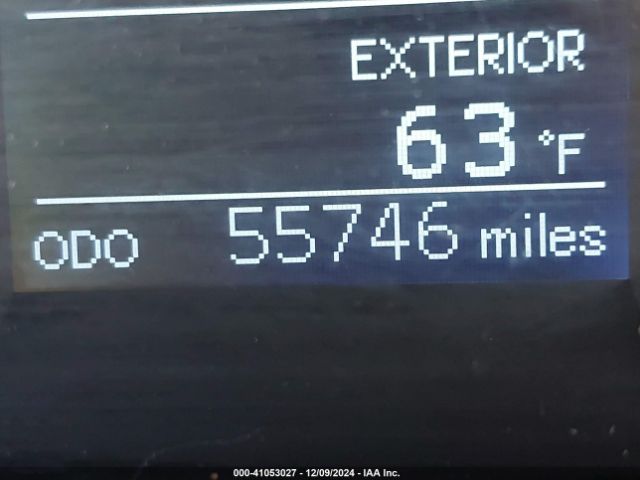 EXTERIOR
63 °F
ODO 55746 miles
000-41053027 - 12/09/2024 - IAA Inc.